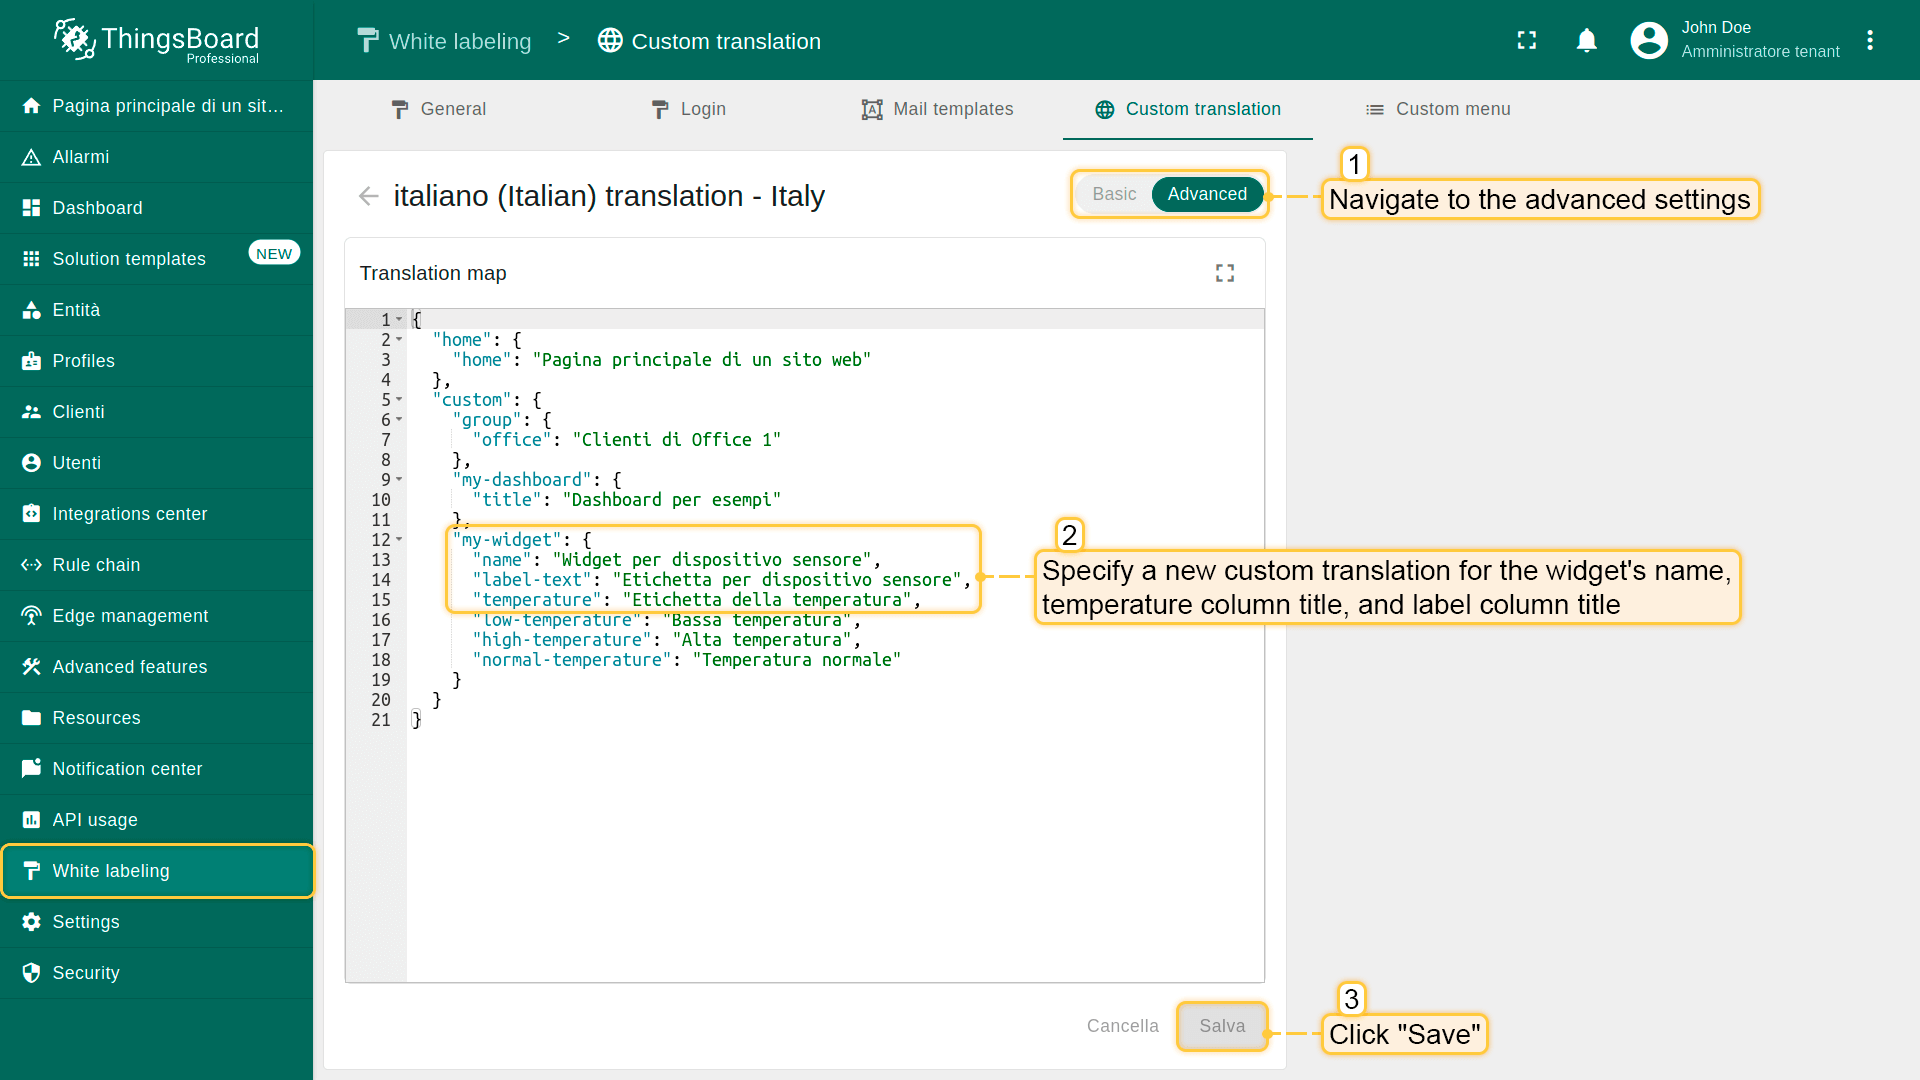 ThingsBoard
Professional
White labeling > Custom translation
John Doe
Amministratore tenant
Pagina principale di un sit...
Allarmi
Dashboard
Solution templates NEW
Entità
Profiles
Clienti
Utenti
Integrations center
Rule chain
Edge management
Advanced features
Resources
Notification center
API usage
White labeling
Settings
Security
General Login Mail templates Custom translation Custom menu
italiano (Italian) translation - Italy
Basic Advanced
1
Navigate to the advanced settings
Translation map
1 {
2 "home": {
3 "home": "Pagina principale di un sito web"
4 },
5 "custom": {
6 "group": {
7 "office": "Clienti di Office 1"
8 },
9 "my-dashboard": {
10 "title": "Dashboard per esempi"
11 },
12 "my-widget": {
13 "name": "Widget per dispositivo sensore",
14 "label-text": "Etichetta per dispositivo sensore",
15 "temperature": "Etichetta della temperatura",
16 "low-temperature": "Bassa temperatura",
17 "high-temperature": "Alta temperatura",
18 "normal-temperature": "Temperatura normale"
19 }
20 }
21 }
2
Specify a new custom translation for the widget's name,
temperature column title, and label column title
Cancella Salva
3
Click "Save"